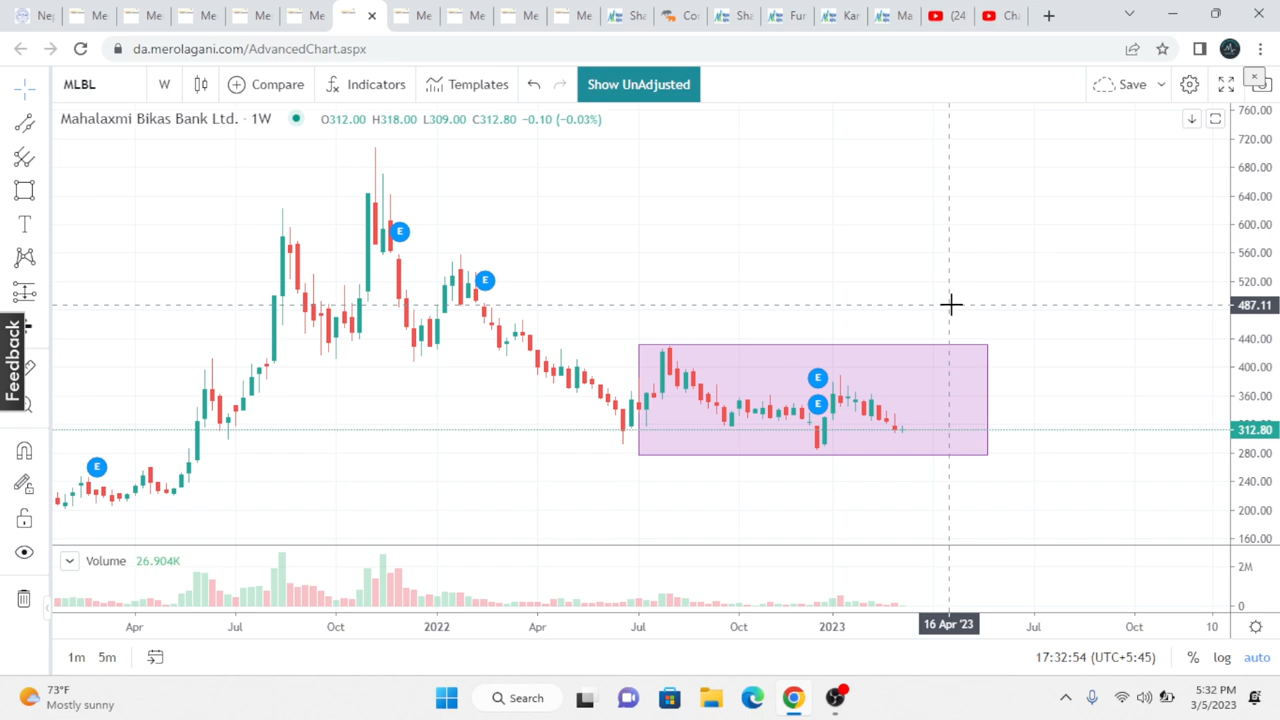 Ne
Me
Me
Me
Me
Me
Me
Me
Me
Me
Sha
Co
Sha
Fur
Kar
Ma
(24
Cha
da.merolagani.com/AdvancedChart.aspx
MLBL
W
Compare
Indicators
Templates
Show UnAdjusted
Save
Mahalaxmi Bikas Bank Ltd. · 1W
O312.00 H318.00 L309.00 C312.80 −0.10 (−0.03%)
760.00
720.00
680.00
640.00
600.00
560.00
520.00
487.11
440.00
400.00
360.00
312.80
280.00
240.00
200.00
160.00
E
E
E
E
E
T
Feedback
Volume 26.904K
2M
0
Apr
Jul
Oct
2022
Apr
Jul
Oct
2023
16 Apr '23
Jul
Oct
10
1m
5m
17:32:54 (UTC+5:45)
%
log
auto
73°F
Mostly sunny
Search
5:32 PM
3/5/2023